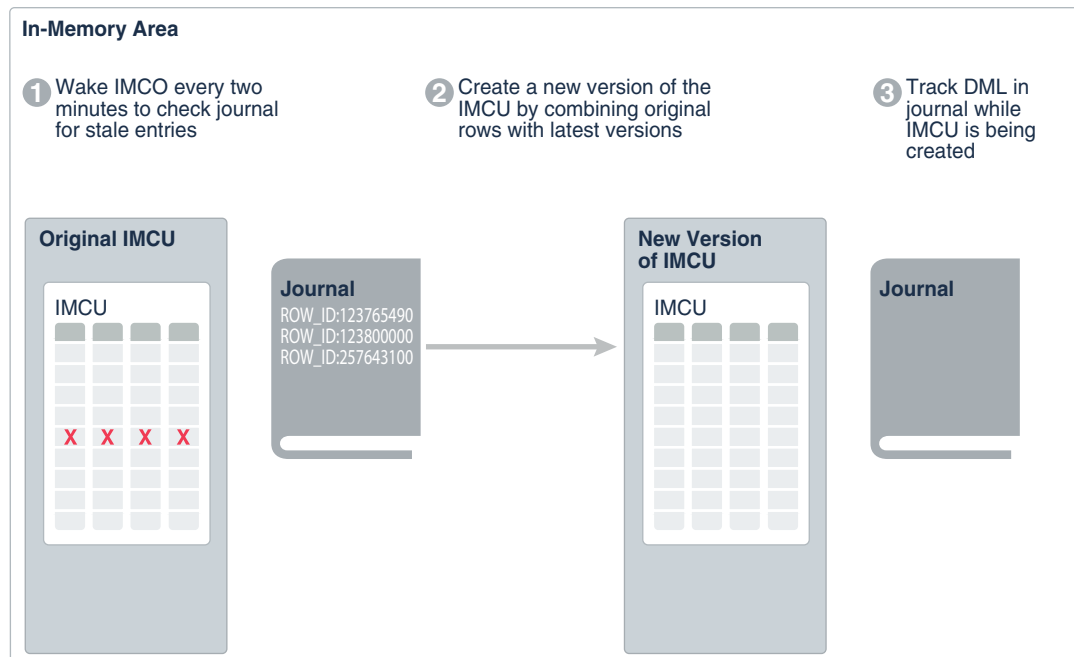 In-Memory Area
1 Wake IMCO every two
minutes to check journal
for stale entries
2 Create a new version of the
IMCU by combining original
rows with latest versions
3 Track DML in
journal while
IMCU is being
created
Original IMCU
IMCU
X X X X
Journal
ROW_ID:123765490
ROW_ID:123800000
ROW_ID:257643100
New Version
of IMCU
IMCU
Journal